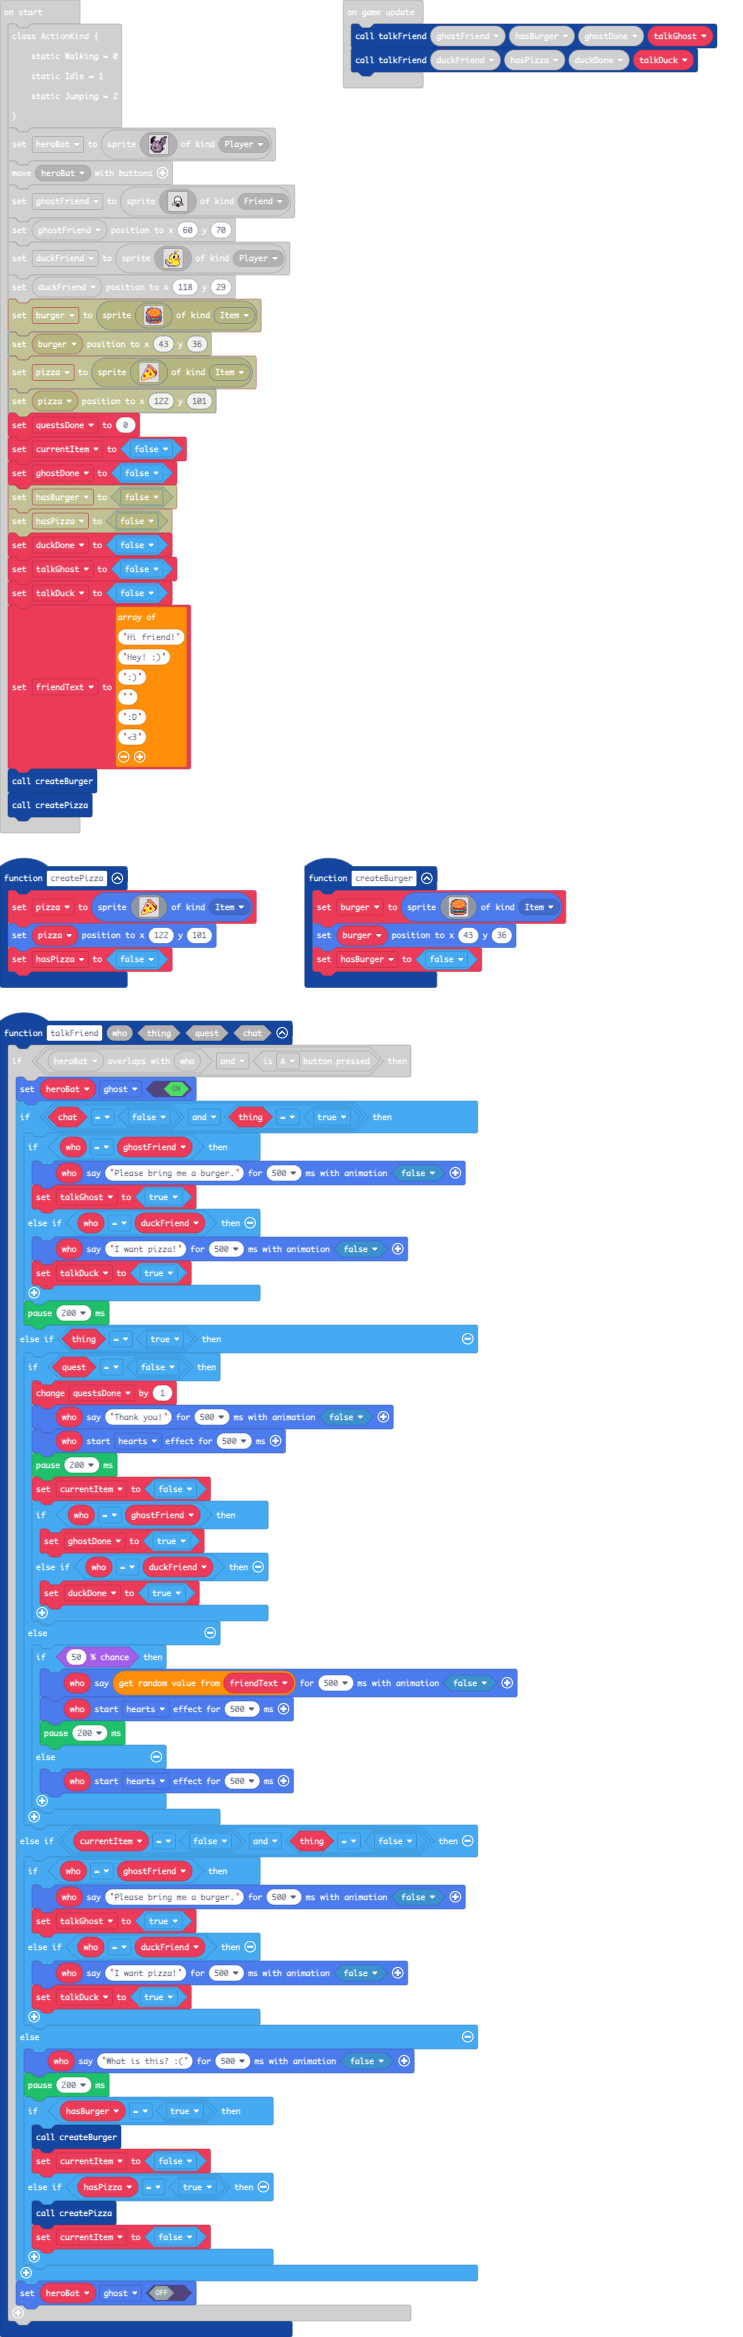 on start
class ActionKind {
static Walking = 0
static Idle = 1
static Jumping = 2
}
set heroBat to sprite of kind Player
move heroBat with buttons
set ghostFriend to sprite of kind Friend
set ghostFriend position to x 60 y 70
set duckFriend to sprite of kind Player
set duckFriend position to x 118 y 29
set burger to sprite of kind Item
set burger position to x 43 y 36
set pizza to sprite of kind Item
set pizza position to x 122 y 101
set questsDone to 0
set currentItem to false
set ghostDone to false
set hasBurger to false
set hasPizza to false
set duckDone to false
set talkGhost to false
set talkDuck to false
set friendText to
array of
"Hi friend!"
"Hey! :)"
":)"
" "
":D"
"<3"
call createBurger
call createPizza
on game update
call talkFriend ghostFriend hasBurger ghostDone talkGhost
call talkFriend duckFriend hasPizza duckDone talkDuck
function createPizza
set pizza to sprite of kind Item
set pizza position to x 122 y 101
set hasPizza to false
function createBurger
set burger to sprite of kind Item
set burger position to x 43 y 36
set hasBurger to false
function talkFriend who thing quest chat
if heroBat overlaps with who and is A button pressed then
set heroBat ghost ON
if chat = false and thing = true then
if who = ghostFriend then
who say "Please bring me a burger." for 500 ms with animation false
set talkGhost to true
else if who = duckFriend then
who say "I want pizza!" for 500 ms with animation false
set talkDuck to true
pause 200 ms
else if thing = true then
if quest = false then
change questsDone by 1
who say "Thank you!" for 500 ms with animation false
who start hearts effect for 500 ms
pause 200 ms
set currentItem to false
if who = ghostFriend then
set ghostDone to true
else if who = duckFriend then
set duckDone to true
else
if 50 % chance then
who say get random value from friendText for 500 ms with animation false
who start hearts effect for 500 ms
pause 200 ms
else
who start hearts effect for 500 ms
else if currentItem = false and thing = false then
if who = ghostFriend then
who say "Please bring me a burger." for 500 ms with animation false
set talkGhost to true
else if who = duckFriend then
who say "I want pizza!" for 500 ms with animation false
set talkDuck to true
else
who say "What is this? :(" for 500 ms with animation false
pause 200 ms
if hasBurger = true then
call createBurger
set currentItem to false
else if hasPizza = true then
call createPizza
set currentItem to false
set heroBat ghost OFF